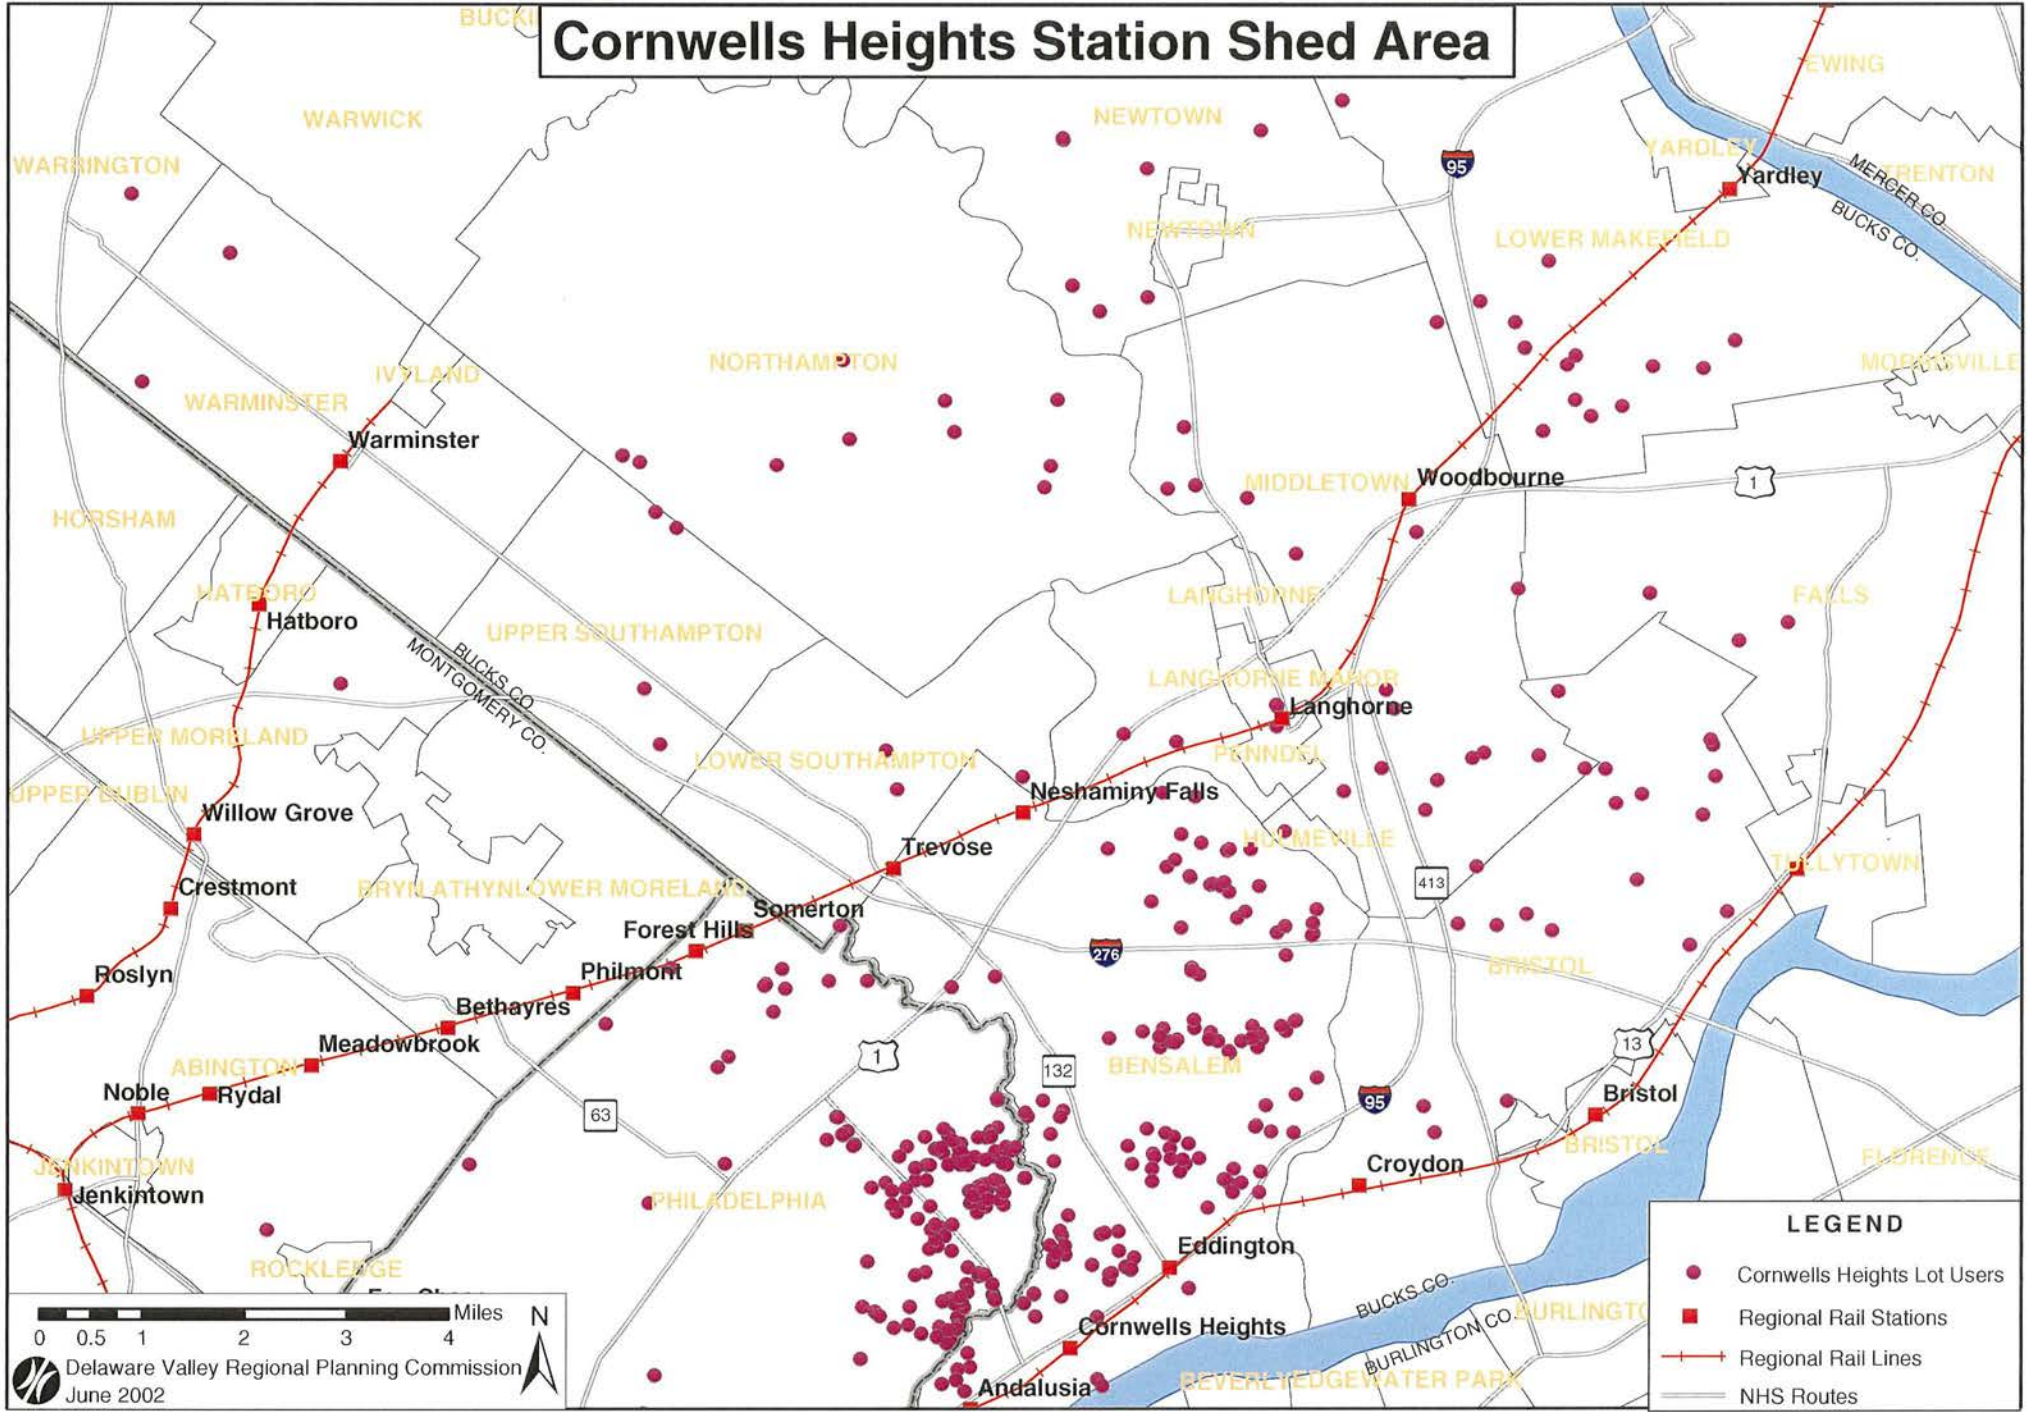 Cornwells Heights Station Shed Area
BUCKI
EWING
WARWICK
NEWTOWN
YARDLEY
WARRINGTON
95
Yardley
TRENTON
MERCER CO.
BUCKS CO.
NEWTOWN
LOWER MAKEFIELD
NORTHAMPTON
MORRISVILLE
IVYLAND
WARMINSTER
Warminster
MIDDLETOWN
Woodbourne
1
HORSHAM
HATBORO
Hatboro
LANGHORNE
FALLS
UPPER SOUTHAMPTON
BUCKS CO
MONTGOMERY CO.
LANGHORNE MANOR
Langhorne
UPPER MORELAND
LOWER SOUTHAMPTON
PENNDEL
UPPER DUBLIN
Neshaminy Falls
Willow Grove
HULMEVILLE
Trevose
TULLYTOWN
Crestmont
BRYN ATHYN
LOWER MORELAND
413
Somerton
Forest Hills
276
BRISTOL
Roslyn
Philmont
Bethayres
Meadowbrook
13
1
132
BENSALEM
ABINGTON
Noble
Rydal
95
Bristol
63
BRISTOL
FLORENCE
JENKINTOWN
Jenkintown
Croydon
PHILADELPHIA
Eddington
ROCKLEDGE
BUCKS CO.
BURLINGTON CO.
BURLINGTO
Cornwells Heights
BEVERLY
EDGEWATER PARK
Andalusia
LEGEND
Cornwells Heights Lot Users
Regional Rail Stations
Regional Rail Lines
NHS Routes
Miles
N
0 0.5 1 2 3 4
Delaware Valley Regional Planning Commission
June 2002